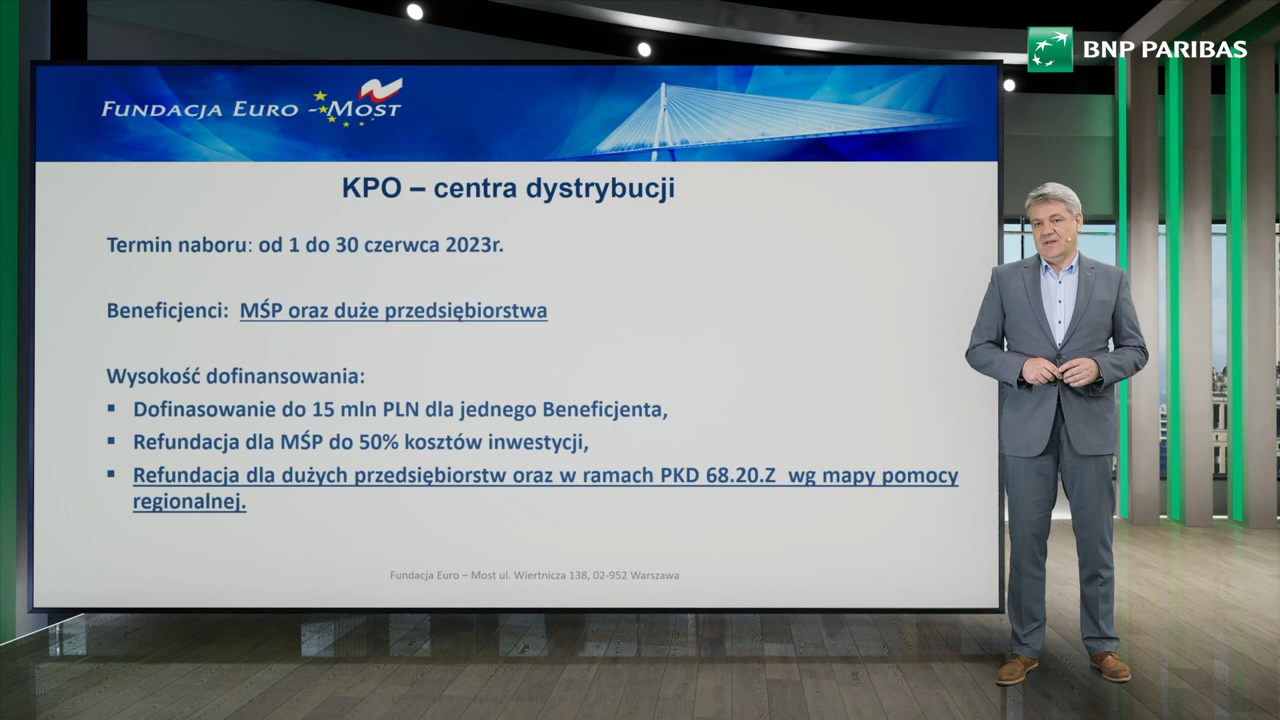 BNP PARIBAS
FUNDACJA EURO - MOST
KPO – centra dystrybucji
Termin naboru: od 1 do 30 czerwca 2023r.
Beneficjenci: MŚP oraz duże przedsiębiorstwa
Wysokość dofinansowania:
▪ Dofinasowanie do 15 mln PLN dla jednego Beneficjenta,
▪ Refundacja dla MŚP do 50% kosztów inwestycji,
▪ Refundacja dla dużych przedsiębiorstw oraz w ramach PKD 68.20.Z wg mapy pomocy
regionalnej.
Fundacja Euro – Most ul. Wiertnicza 138, 02-952 Warszawa